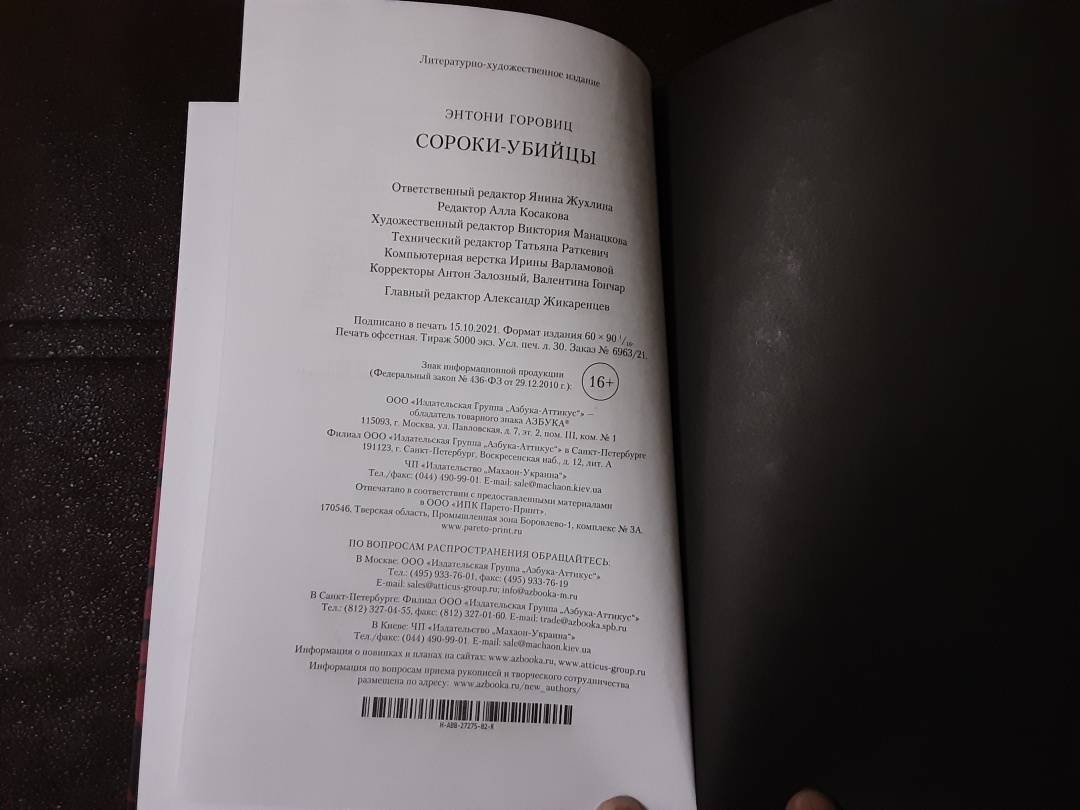 Литературно-художественное издание
ЭНТОНИ ГОРОВИЦ
СОРОКИ-УБИЙЦЫ
Ответственный редактор Янина Жухлина
Редактор Алла Косакова
Художественный редактор Виктория Манацкова
Технический редактор Татьяна Раткевич
Компьютерная верстка Ирины Варламовой
Корректоры Антон Залозный, Валентина Гончар
Главный редактор Александр Жикаренцев
Подписано в печать 15.10.2021. Формат издания 60 × 90 1/16.
Печать офсетная. Тираж 5000 экз. Усл. печ. л. 30. Заказ № 6963/21.
Знак информационной продукции
(Федеральный закон № 436-ФЗ от 29.12.2010 г.): 16+
ООО «Издательская Группа „Азбука-Аттикус“» —
обладатель товарного знака АЗБУКА®
115093, г. Москва, ул. Павловская, д. 7, эт. 2, пом. III, ком. № 1
Филиал ООО «Издательская Группа „Азбука-Аттикус“» в Санкт-Петербурге
191123, г. Санкт-Петербург, Воскресенская наб., д. 12, лит. А
ЧП «Издательство „Махаон-Украина“»
Тел./факс: (044) 490-99-01. E-mail: sale@machaon.kiev.ua
Отпечатано в соответствии с предоставленными материалами
в ООО «ИПК Парето-Принт».
170546, Тверская область, Промышленная зона Боровлево-1, комплекс № 3А.
www.pareto-print.ru
ПО ВОПРОСАМ РАСПРОСТРАНЕНИЯ ОБРАЩАЙТЕСЬ:
В Москве: ООО «Издательская Группа „Азбука-Аттикус“»
Тел.: (495) 933-76-01, факс: (495) 933-76-19
E-mail: sales@atticus-group.ru; info@azbooka-m.ru
В Санкт-Петербурге: Филиал ООО «Издательская Группа „Азбука-Аттикус“»
Тел.: (812) 327-04-55, факс: (812) 327-01-60. E-mail: trade@azbooka.spb.ru
В Киеве: ЧП «Издательство „Махаон-Украина“»
Тел./факс: (044) 490-99-01. E-mail: sale@machaon.kiev.ua
Информация о новинках и планах на сайтах: www.azbooka.ru, www.atticus-group.ru
Информация по вопросам приема рукописей и творческого сотрудничества
размещена по адресу: www.azbooka.ru/new_authors/
H-ABB-27275-02-R